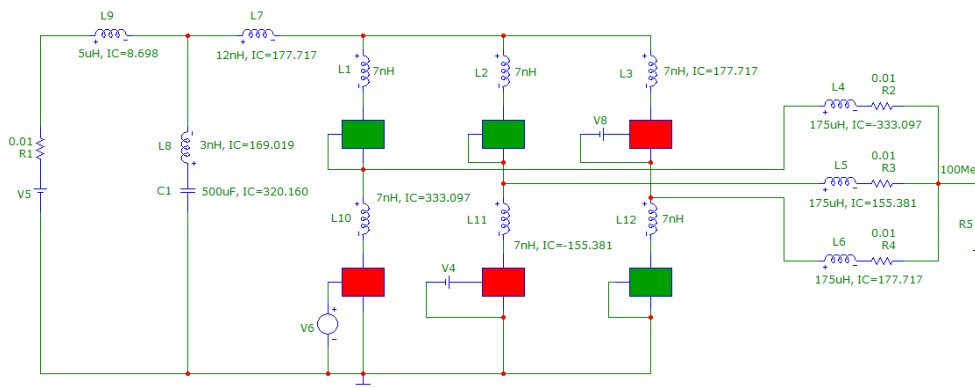 L9
5uH, IC=8.698
L7
12nH, IC=177.717
L1
7nH
L2
7nH
L3
7nH, IC=177.717
L4
0.01
R2
175uH, IC=-333.097
V8
0.01
R1
L8
3nH, IC=169.019
C1
500uF, IC=320.160
V5
L5
0.01
R3
175uH, IC=155.381
100Me
L10
7nH, IC=333.097
L11
7nH, IC=-155.381
L12
7nH
L6
0.01
R4
175uH, IC=177.717
R5
V4
V6